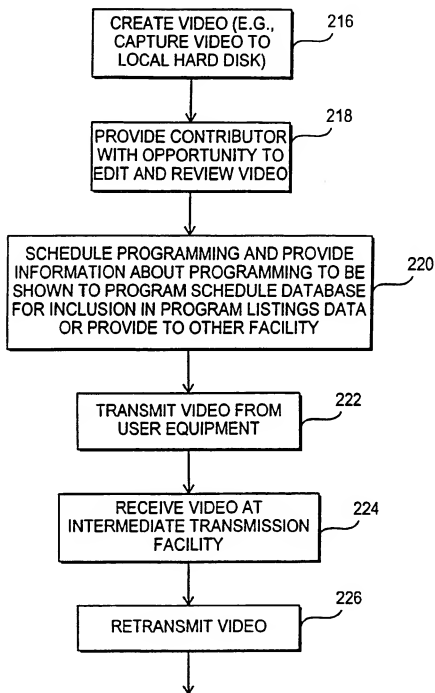 CREATE VIDEO (E.G.,
CAPTURE VIDEO TO
LOCAL HARD DISK)
216
PROVIDE CONTRIBUTOR
WITH OPPORTUNITY TO
EDIT AND REVIEW VIDEO
218
SCHEDULE PROGRAMMING AND PROVIDE
INFORMATION ABOUT PROGRAMMING TO BE
SHOWN TO PROGRAM SCHEDULE DATABASE
FOR INCLUSION IN PROGRAM LISTINGS DATA
OR PROVIDE TO OTHER FACILITY
220
TRANSMIT VIDEO FROM
USER EQUIPMENT
222
RECEIVE VIDEO AT
INTERMEDIATE TRANSMISSION
FACILITY
224
RETRANSMIT VIDEO
226